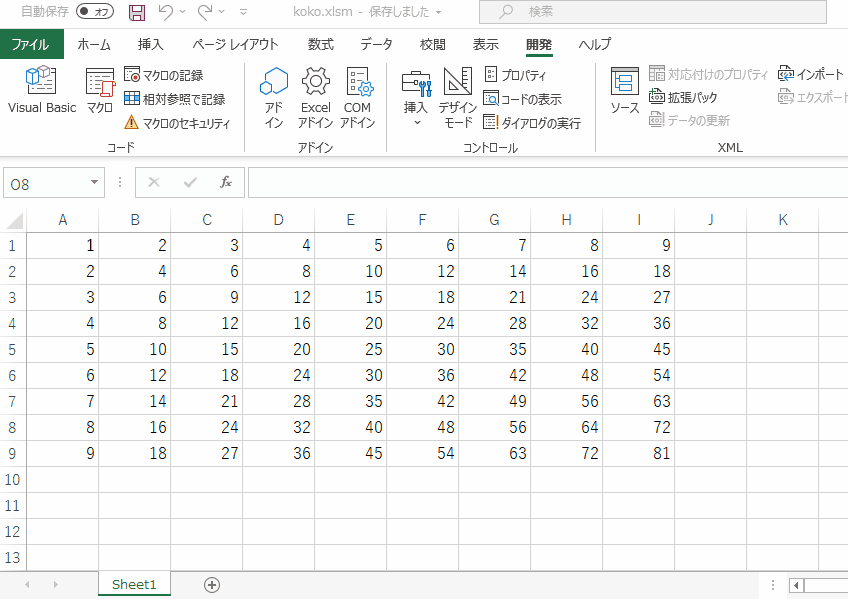 自動保存 オフ koko.xlsm - 保存しました 検索
ファイル ホーム 挿入 ページ レイアウト 数式 データ 校閲 表示 開発 ヘルプ
Visual Basic マクロ マクロの記録 相対参照で記録 マクロのセキュリティ
コード
アド
イン
Excel
アドイン
COM
アドイン
アドイン
挿入 デザイン
モード
プロパティ
コードの表示
ダイアログの実行
コントロール
ソース 対応付けのプロパティ
拡張パック
データの更新
インポート
エクスポート
XML
O8 fx
A B C D E F G H I J K
1 1 2 3 4 5 6 7 8 9
2 2 4 6 8 10 12 14 16 18
3 3 6 9 12 15 18 21 24 27
4 4 8 12 16 20 24 28 32 36
5 5 10 15 20 25 30 35 40 45
6 6 12 18 24 30 36 42 48 54
7 7 14 21 28 35 42 49 56 63
8 8 16 24 32 40 48 56 64 72
9 9 18 27 36 45 54 63 72 81
10
11
12
13
Sheet1